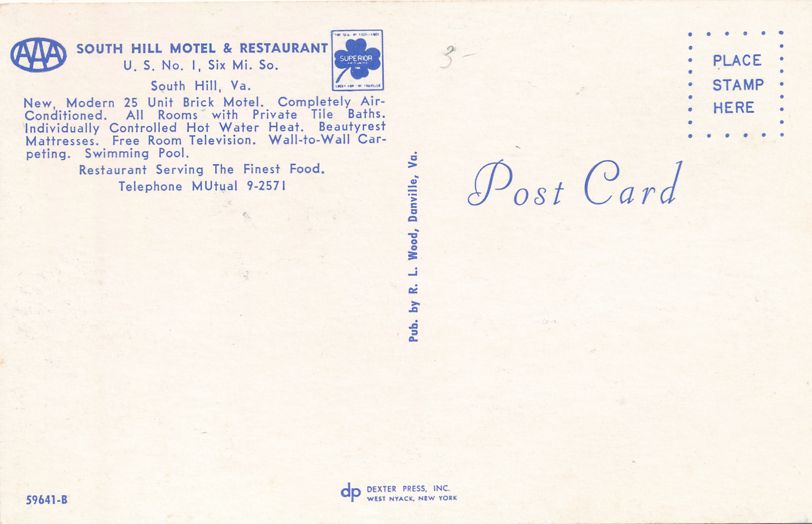 AAA
SOUTH HILL MOTEL & RESTAURANT
SUPERIOR
U. S. No. 1, Six Mi. So.
South Hill, Va.
New, Modern 25 Unit Brick Motel. Completely Air-
Conditioned. All Rooms with Private Tile Baths.
Individually Controlled Hot Water Heat. Beautyrest
Mattresses. Free Room Television. Wall-to-Wall Car-
peting. Swimming Pool.
Restaurant Serving The Finest Food.
Telephone MUtual 9-2571
59641-B
Pub. by R. L. Wood, Danville, Va.
dp DEXTER PRESS, INC.
WEST NYACK, NEW YORK
3-
PLACE
STAMP
HERE
Post Card